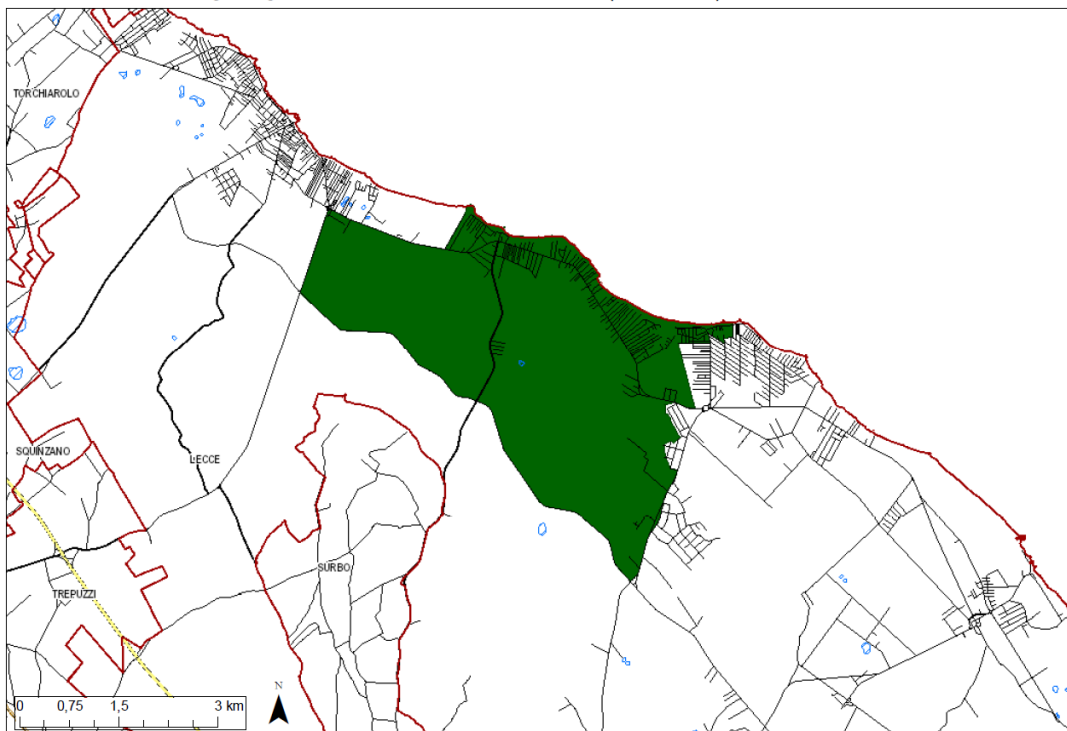 TORCHIAROLO
SQUINZANO
LECCE
SURBO
TREPUZZI
0 0,75 1,5 3 km
N